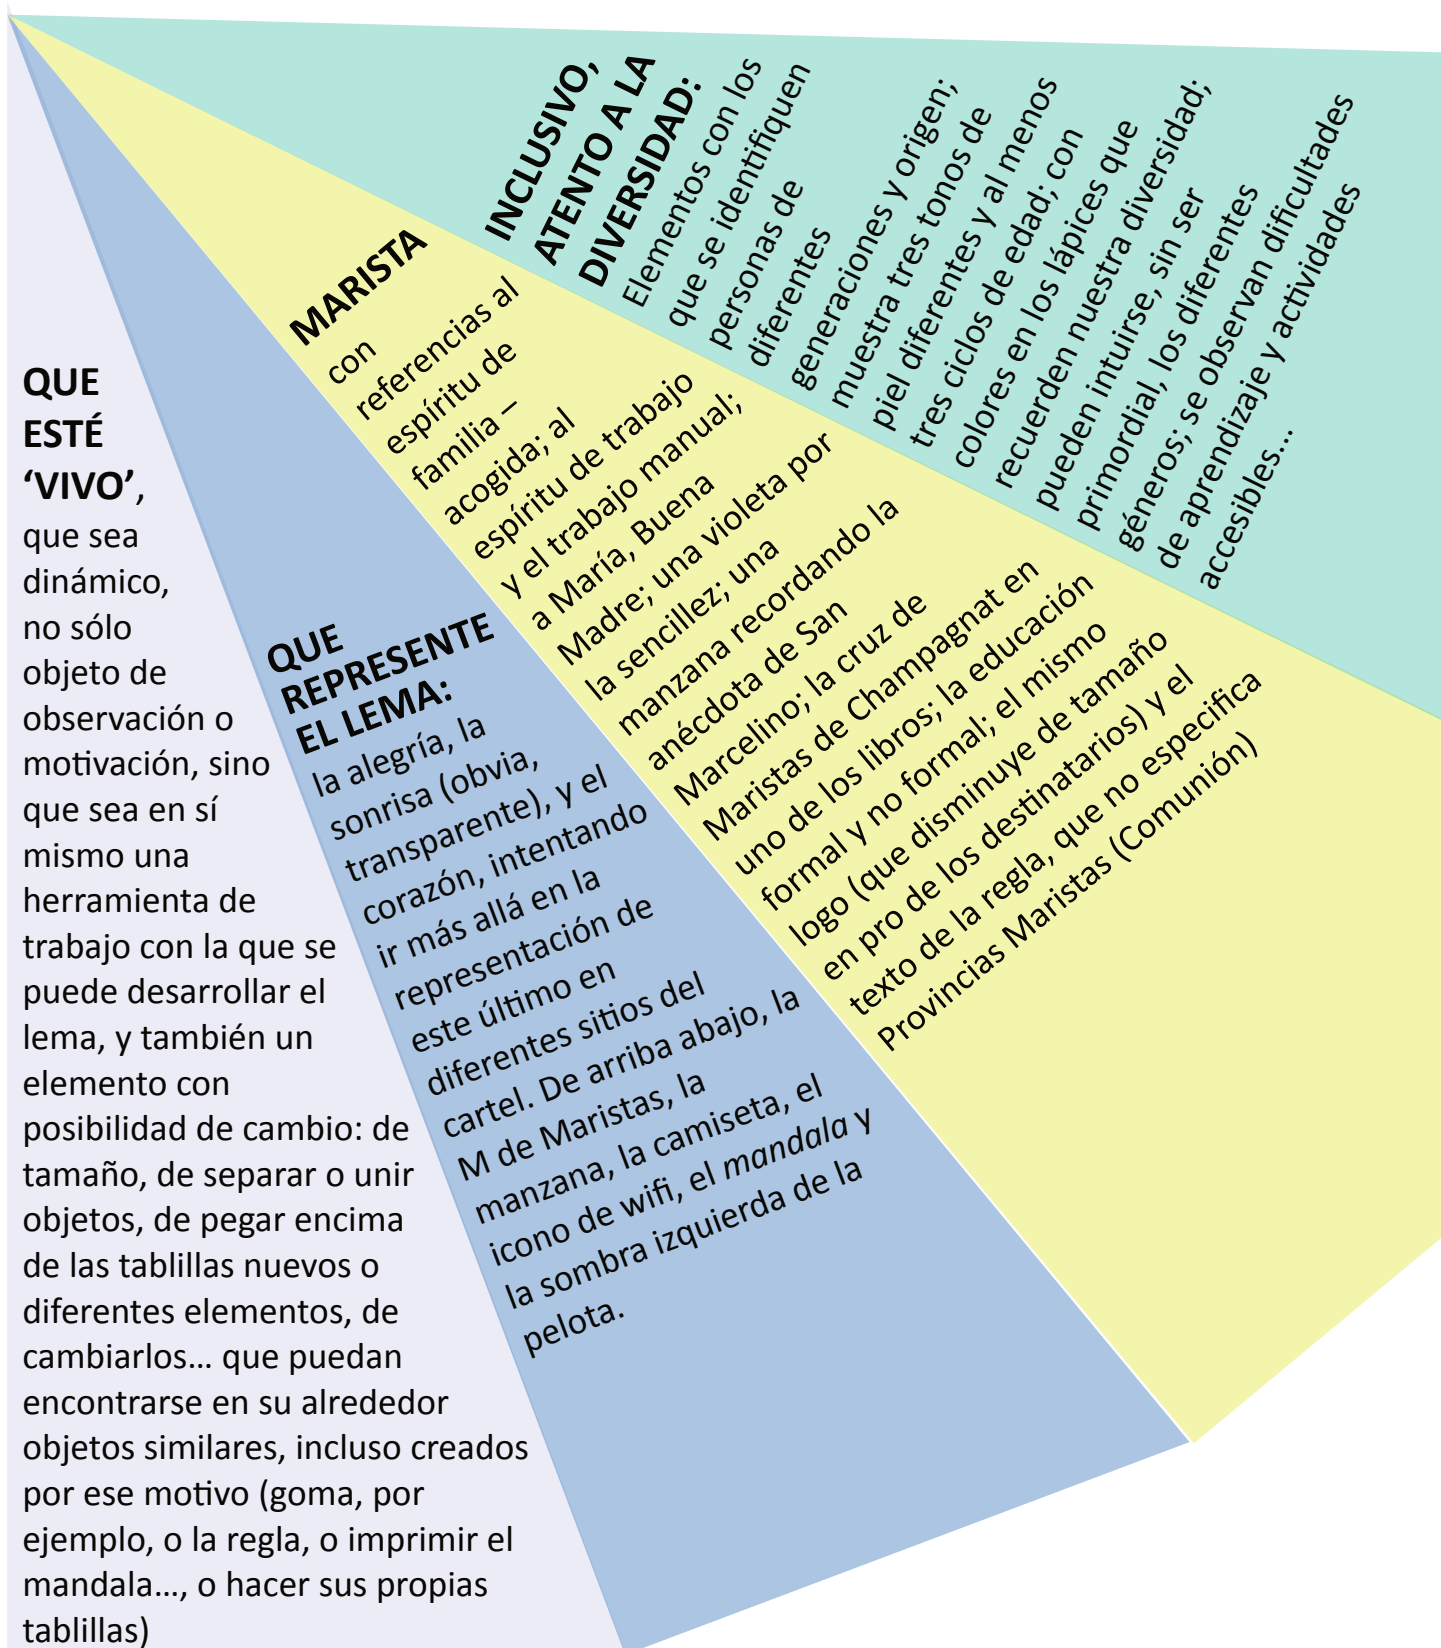 QUE
ESTÉ
‘VIVO’,
que sea
dinámico,
no sólo
objeto de
observación o
motivación, sino
que sea en sí
mismo una
herramienta de
trabajo con la que se
puede desarrollar el
lema, y también un
elemento con
posibilidad de cambio: de
tamaño, de separar o unir
objetos, de pegar encima
de las tablillas nuevos o
diferentes elementos, de
cambiarlos… que puedan
encontrarse en su alrededor
objetos similares, incluso creados
por ese motivo (goma, por
ejemplo, o la regla, o imprimir el
mandala…, o hacer sus propias
tablillas)
QUE
REPRESENTE
EL LEMA:
la alegría, la
sonrisa (obvia,
transparente), y el
corazón, intentando
ir más allá en la
representación de
este último en
diferentes sitios del
cartel. De arriba abajo, la
M de Maristas, la
manzana, la camiseta, el
icono de wifi, el mandala y
la sombra izquierda de la
pelota.
MARISTA
con
referencias al
espíritu de
familia –
acogida; al
espíritu de trabajo
y el trabajo manual;
a María, Buena
Madre; una violeta por
la sencillez; una
manzana recordando la
anécdota de San
Marcelino; la cruz de
Maristas de Champagnat en
uno de los libros; la educación
formal y no formal; el mismo
logo (que disminuye de tamaño
en pro de los destinatarios) y el
texto de la regla, que no especifica
Provincias Maristas (Comunión)
INCLUSIVO,
ATENTO A LA
DIVERSIDAD:
Elementos con los
que se identifiquen
personas de
diferentes
generaciones y origen;
muestra tres tonos de
piel diferentes y al menos
tres ciclos de edad; con
colores en los lápices que
recuerden nuestra diversidad;
pueden intuirse, sin ser
primordial, los diferentes
géneros; se observan dificultades
de aprendizaje y actividades
accesibles…